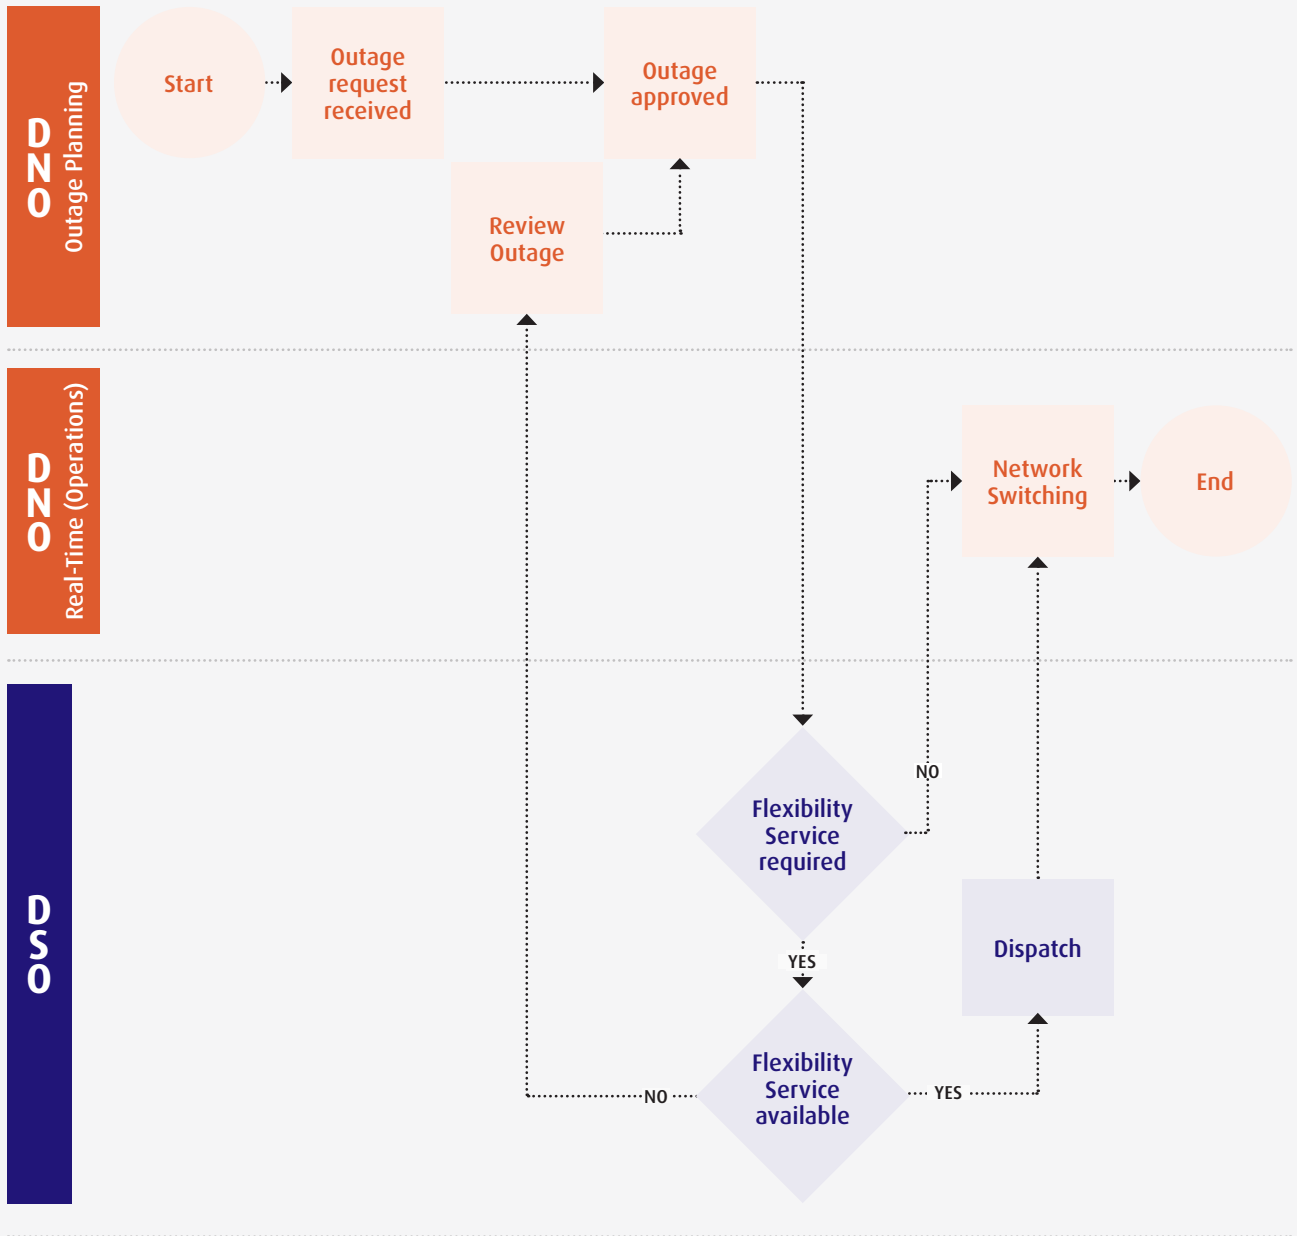 DNO
Outage Planning
Start
Outage
request
received
Outage
approved
Review
Outage
DNO
Real-Time (Operations)
Network
Switching
End
DSO
Flexibility
Service
required
NO
YES
Dispatch
Flexibility
Service
available
NO
YES